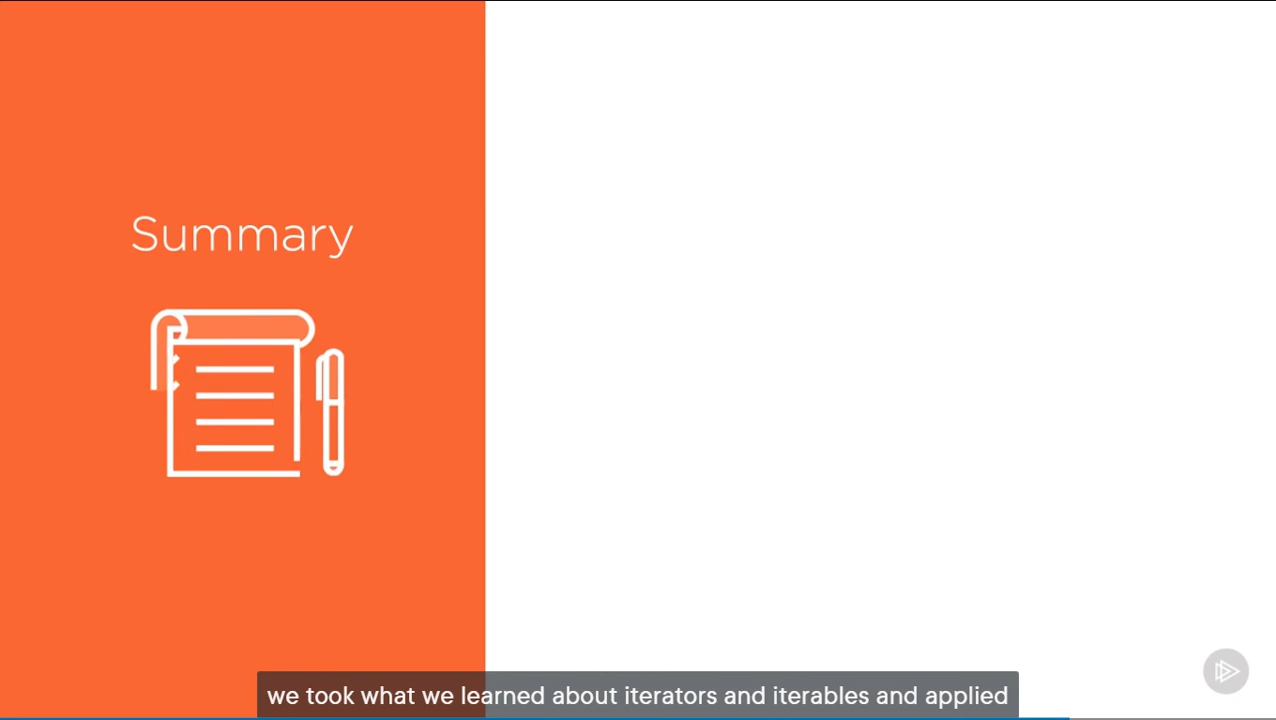 Summary
we took what we learned about iterators and iterables and applied